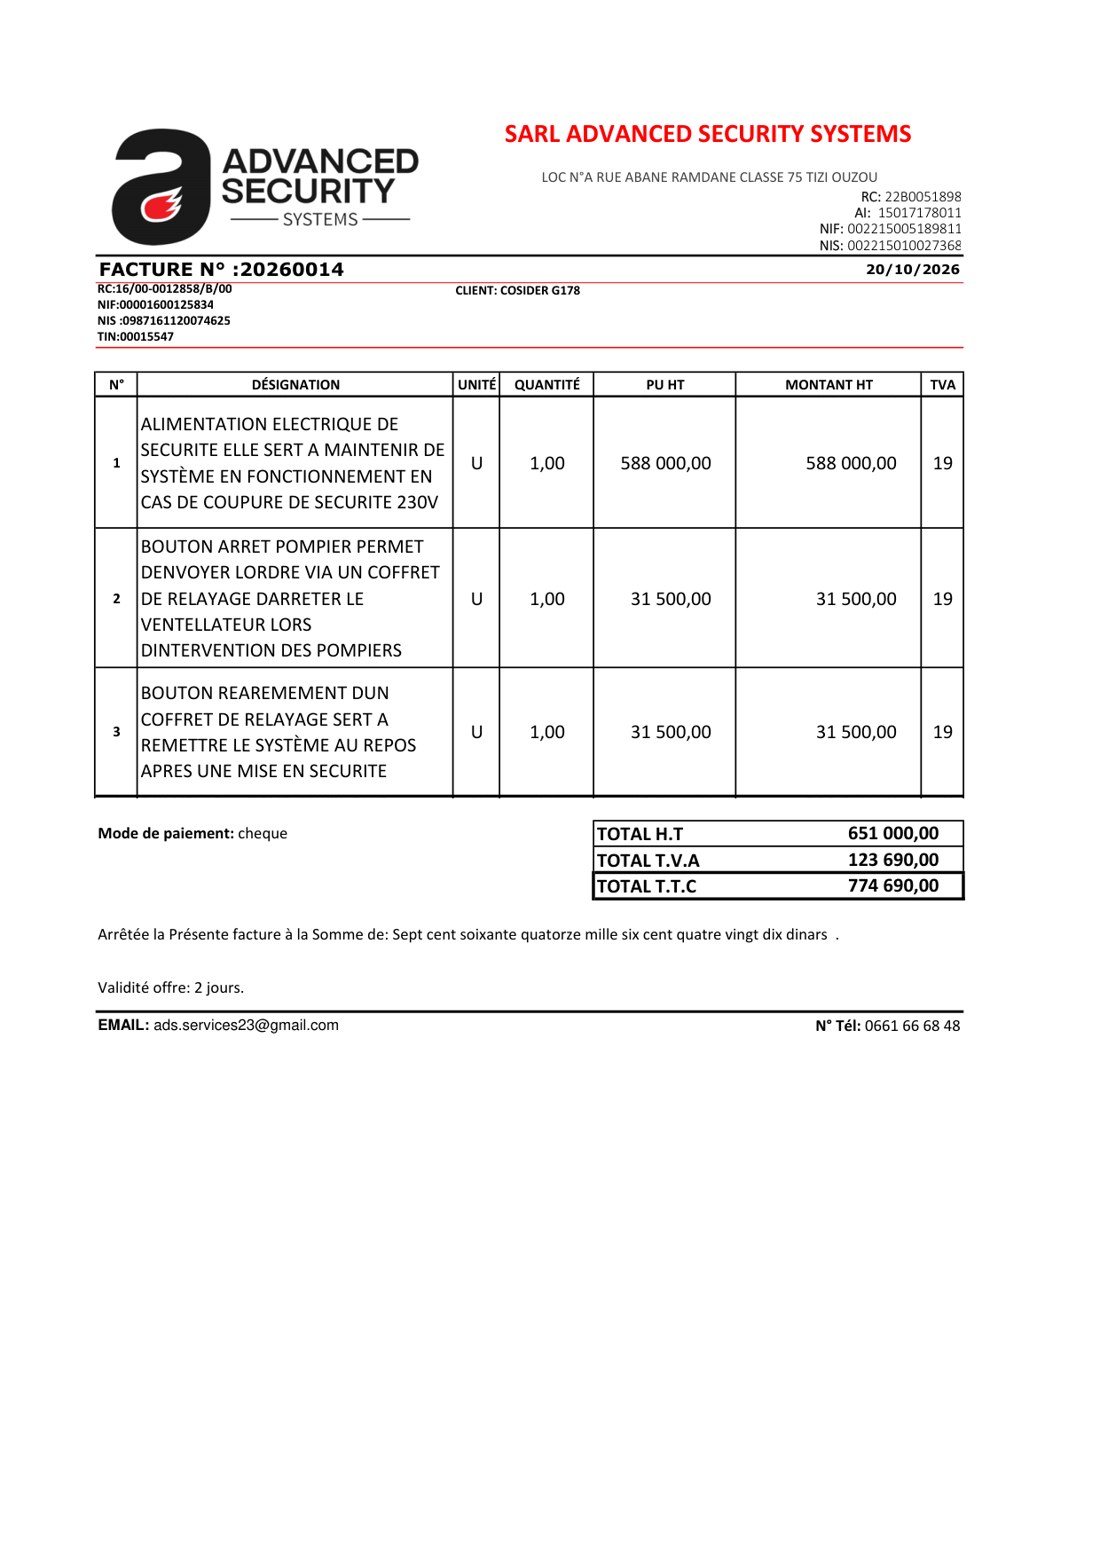 ADVANCED
SECURITY
SYSTEMS
SARL ADVANCED SECURITY SYSTEMS
LOC N°A RUE ABANE RAMDANE CLASSE 75 TIZI OUZOU
RC: 22B0051898
AI: 15017178011
NIF: 002215005189811
NIS: 002215010027368
FACTURE N° :20260014 20/10/2026
RC:16/00-0012858/B/00 CLIENT: COSIDER G178
NIF:00001600125834
NIS :0987161120074625
TIN:00015547
N° DÉSIGNATION UNITÉ QUANTITÉ PU HT MONTANT HT TVA
ALIMENTATION ELECTRIQUE DE
SECURITE ELLE SERT A MAINTENIR DE
1 U 1,00 588 000,00 588 000,00 19
SYSTÈME EN FONCTIONNEMENT EN
CAS DE COUPURE DE SECURITE 230V
BOUTON ARRET POMPIER PERMET
DENVOYER LORDRE VIA UN COFFRET
2 DE RELAYAGE DARRETER LE U 1,00 31 500,00 31 500,00 19
VENTELLATEUR LORS
DINTERVENTION DES POMPIERS
BOUTON REAREMEMENT DUN
COFFRET DE RELAYAGE SERT A
3 U 1,00 31 500,00 31 500,00 19
REMETTRE LE SYSTÈME AU REPOS
APRES UNE MISE EN SECURITE
Mode de paiement: cheque TOTAL H.T 651 000,00
TOTAL T.V.A 123 690,00
TOTAL T.T.C 774 690,00
Arrêtée la Présente facture à la Somme de: Sept cent soixante quatorze mille six cent quatre vingt dix dinars .
Validité offre: 2 jours.
EMAIL: ads.services23@gmail.com N° Tél: 0661 66 68 48